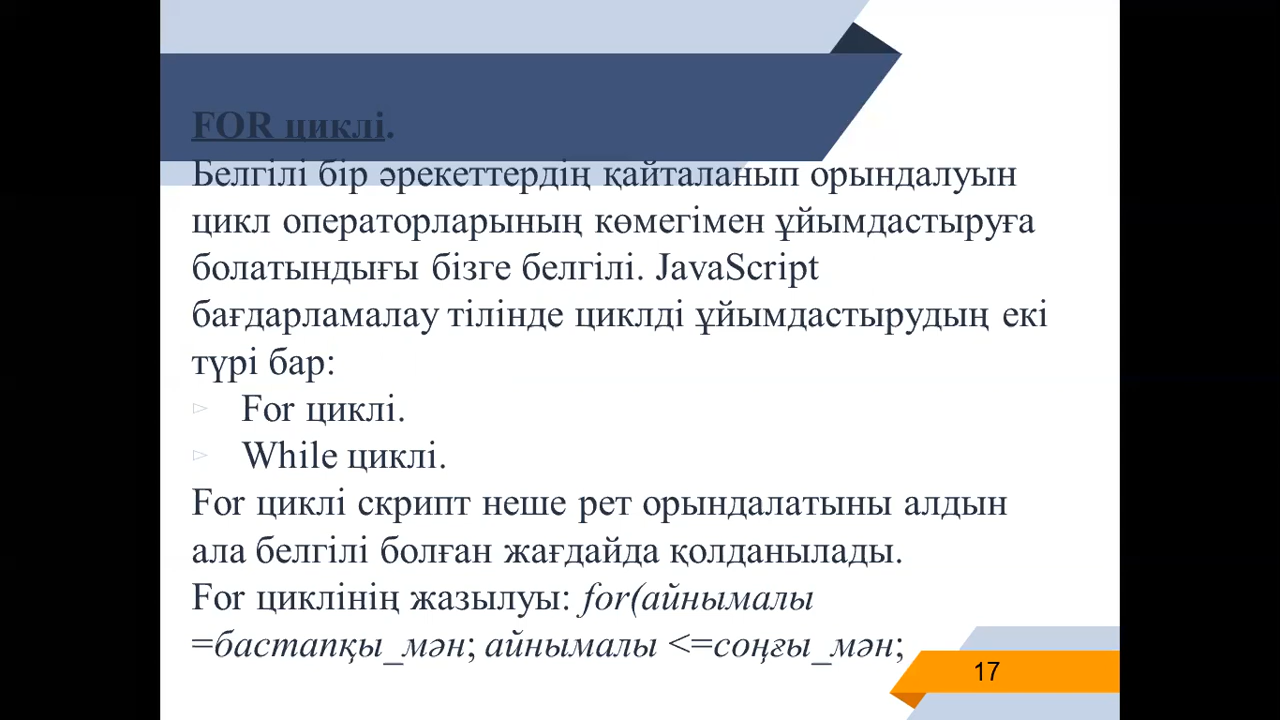 FOR циклі.
Белгілі бір әрекеттердің қайталанып орындалуын
цикл операторларының көмегімен ұйымдастыруға
болатындығы бізге белгілі. JavaScript
бағдарламалау тілінде циклді ұйымдастырудың екі
түрі бар:
▻ For циклі.
▻ While циклі.
For циклі скрипт неше рет орындалатыны алдын
ала белгілі болған жағдайда қолданылады.
For циклінің жазылуы: for(айнымалы
=бастапқы_мән; айнымалы <=соңғы_мән;
17